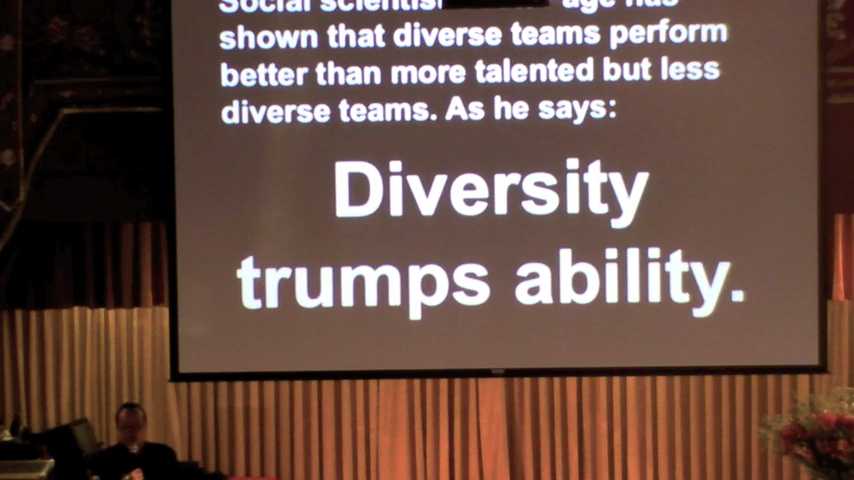 Social
shown that diverse teams perform
better than more talented but less
diverse teams. As he says:
Diversity
trumps ability.